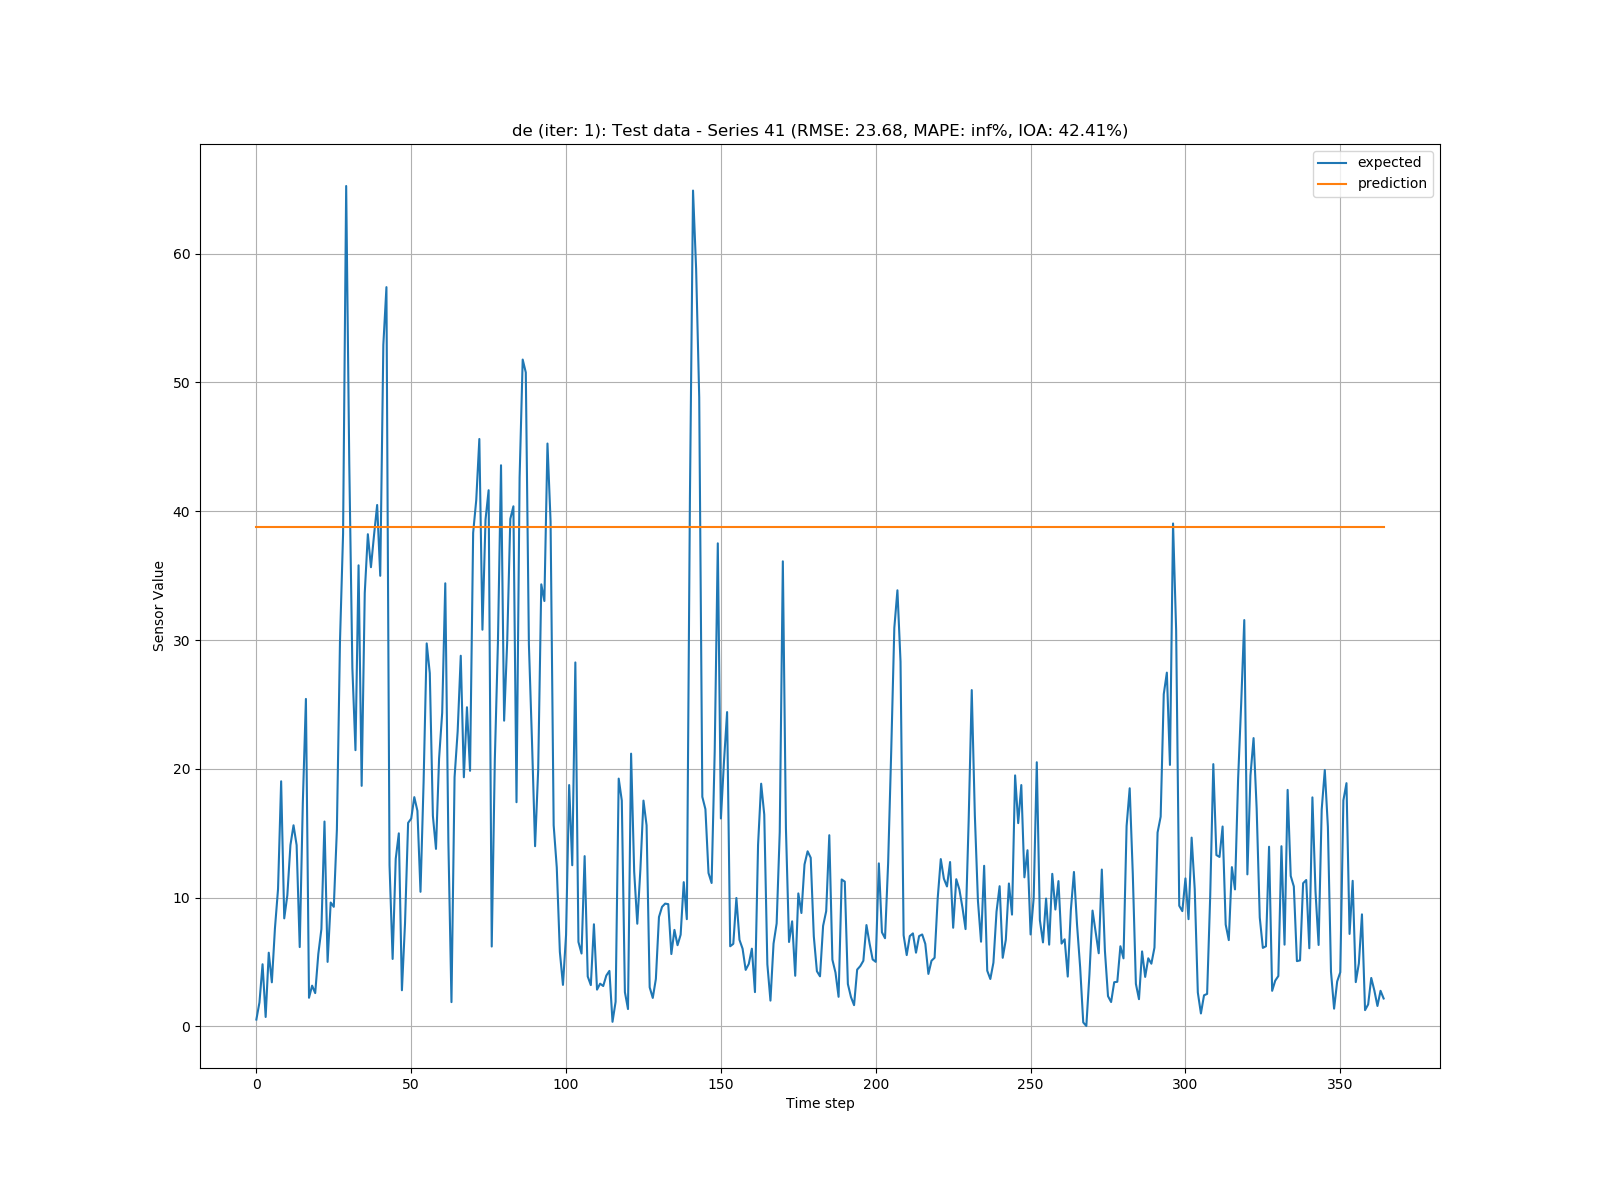 de (iter: 1): Test data - Series 41 (RMSE: 23.68, MAPE: inf%, IOA: 42.41%)
expected
prediction
60
50
40
30
20
10
0
Sensor Value
0 50 100 150 200 250 300 350
Time step